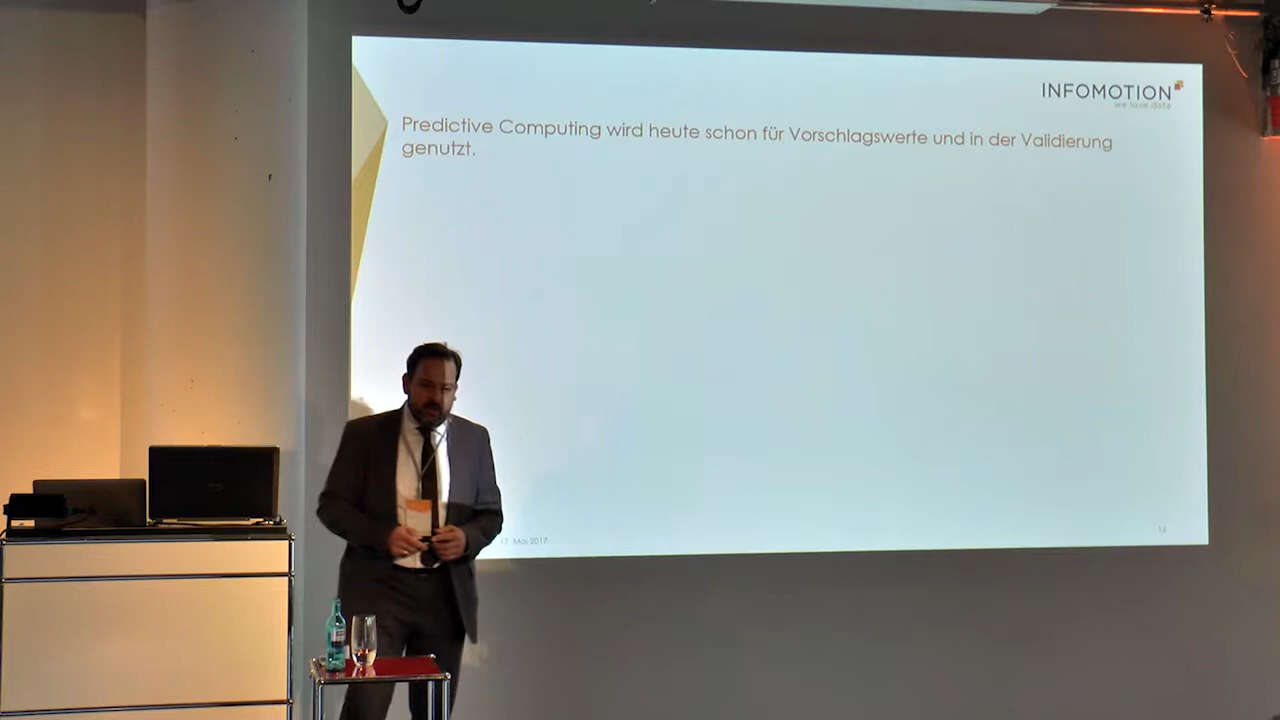 INFOMOTION
we love data
Predictive Computing wird heute schon für Vorschlagswerte und in der Validierung
genutzt.
17. Mai 2017
13